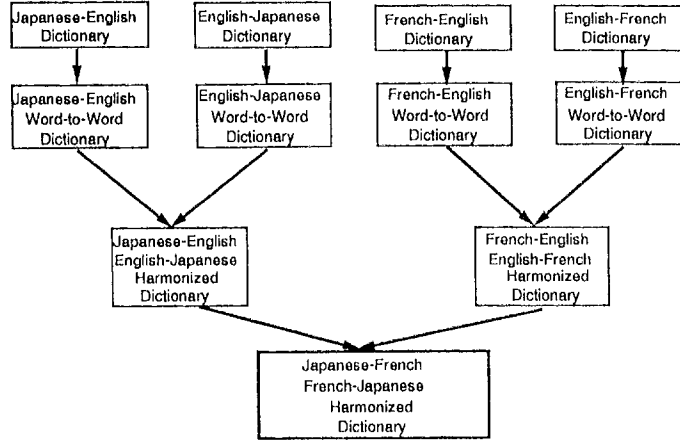 Japanese-English
Dictionary
English-Japanese
Dictionary
French-English
Dictionary
English-French
Dictionary
Japanese-English
Word-to-Word
Dictionary
English-Japanese
Word-to-Word
Dictionary
French-English
Word-to-Word
Dictionary
English-French
Word-to-Word
Dictionary
Japanese-English
English-Japanese
Harmonized
Dictionary
French-English
English-French
Harmonized
Dictionary
Japanese-French
French-Japanese
Harmonized
Dictionary